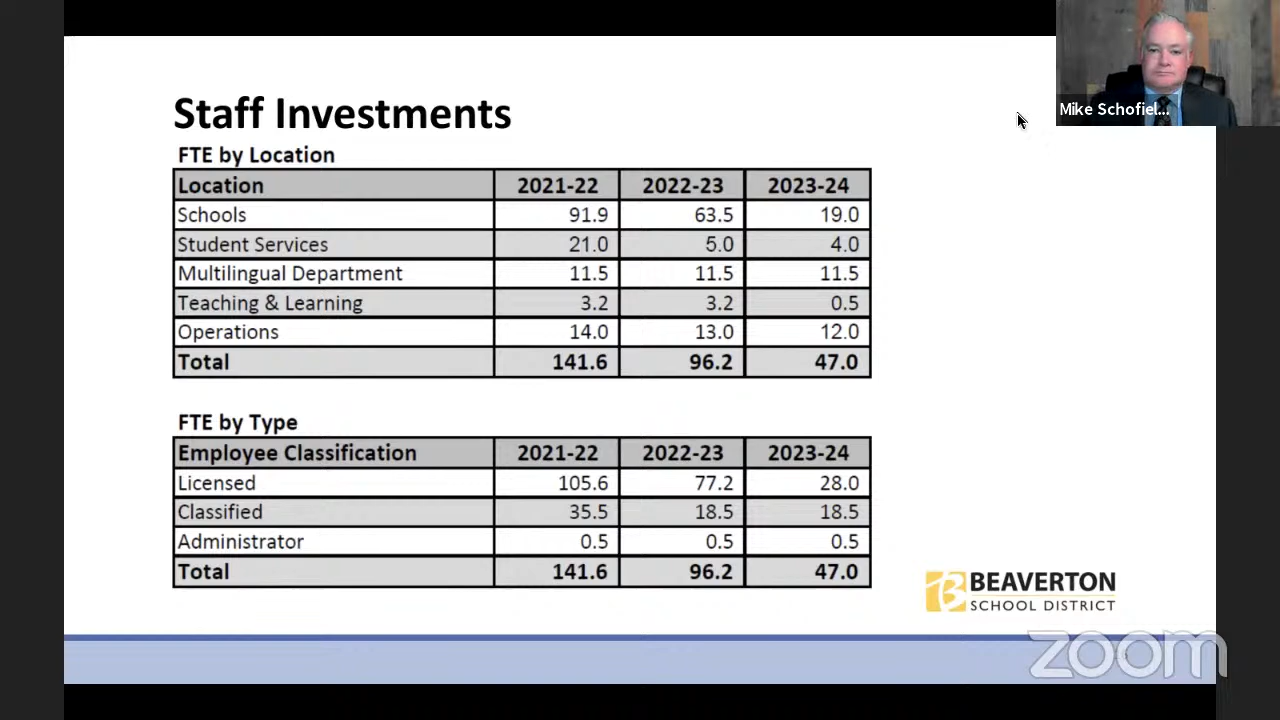 Mike Schofiel...
Staff Investments
FTE by Location
Location 2021-22 2022-23 2023-24
Schools 91.9 63.5 19.0
Student Services 21.0 5.0 4.0
Multilingual Department 11.5 11.5 11.5
Teaching & Learning 3.2 3.2 0.5
Operations 14.0 13.0 12.0
Total 141.6 96.2 47.0
FTE by Type
Employee Classification 2021-22 2022-23 2023-24
Licensed 105.6 77.2 28.0
Classified 35.5 18.5 18.5
Administrator 0.5 0.5 0.5
Total 141.6 96.2 47.0
B BEAVERTON
SCHOOL DISTRICT
zoom